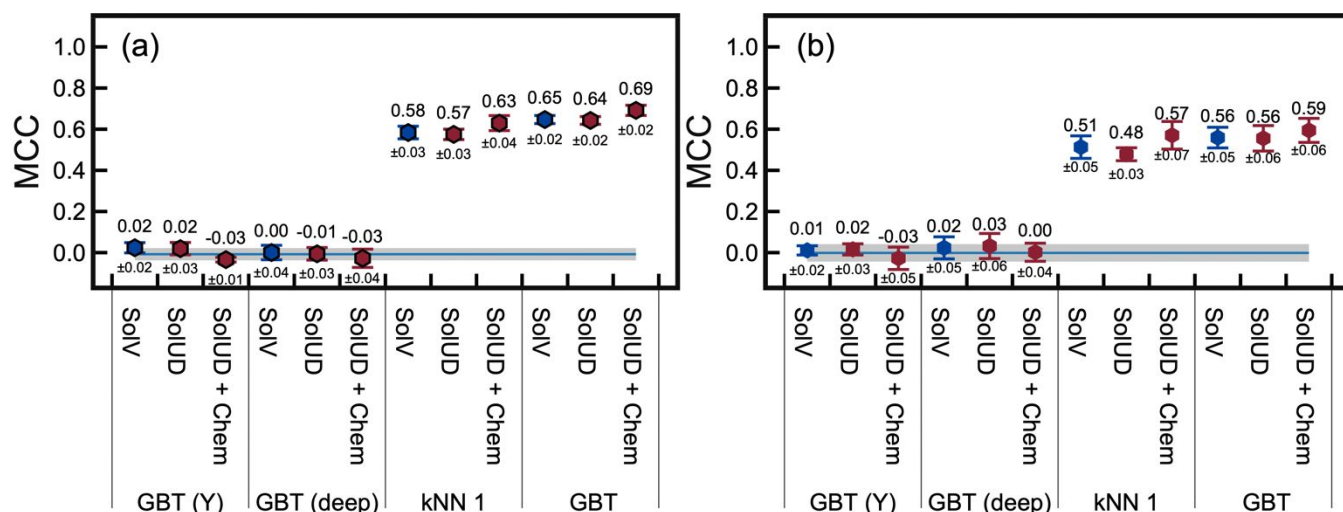 (a)
MCC
1.0
0.8
0.6
0.4
0.2
0.0
0.02
±0.02
0.02
±0.03
-0.03
±0.01
0.00
±0.04
-0.01
±0.03
-0.03
±0.04
0.58
±0.03
0.57
±0.03
0.63
±0.04
0.65
±0.02
0.64
±0.02
0.69
±0.02
SolV
SolUD
SolUD + Chem
SolV
SolUD
SolUD + Chem
SolV
SolUD
SolUD + Chem
SolV
SolUD
SolUD + Chem
GBT (Y)
GBT (deep)
kNN 1
GBT
(b)
MCC
1.0
0.8
0.6
0.4
0.2
0.0
0.01
±0.02
0.02
±0.03
-0.03
±0.05
0.02
±0.05
0.03
±0.06
0.00
±0.04
0.51
±0.05
0.48
±0.03
0.57
±0.07
0.56
±0.05
0.56
±0.06
0.59
±0.06
SolV
SolUD
SolUD + Chem
SolV
SolUD
SolUD + Chem
SolV
SolUD
SolUD + Chem
SolV
SolUD
SolUD + Chem
GBT (Y)
GBT (deep)
kNN 1
GBT